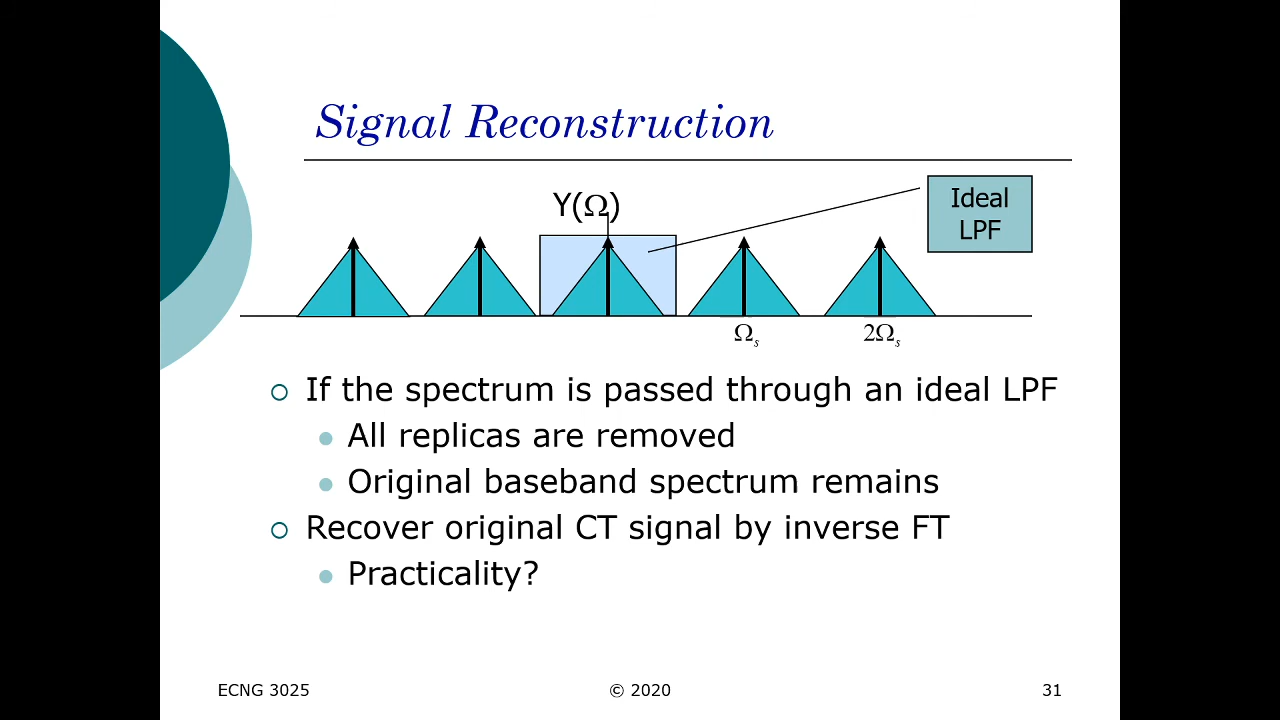 Signal Reconstruction
Y(Ω)
Ideal
LPF
Ωs
2Ωs
If the spectrum is passed through an ideal LPF
All replicas are removed
Original baseband spectrum remains
Recover original CT signal by inverse FT
Practicality?
ECNG 3025
© 2020
31